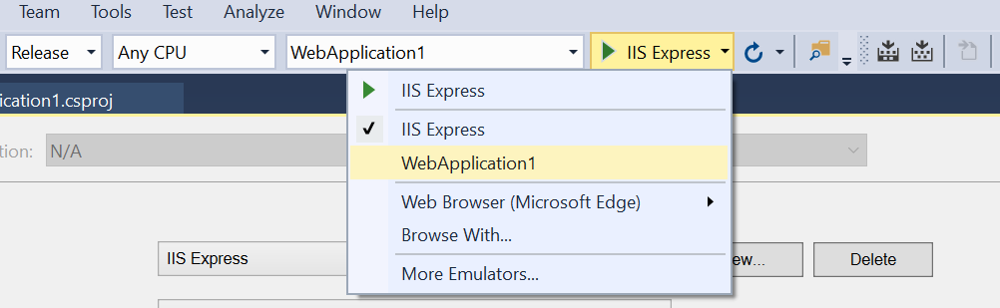 Team Tools Test Analyze Window Help
Release Any CPU WebApplication1 IIS Express
ication1.csproj
IIS Express
tion: N/A
IIS Express
WebApplication1
Web Browser (Microsoft Edge)
Browse With...
IIS Express ew... Delete
More Emulators...